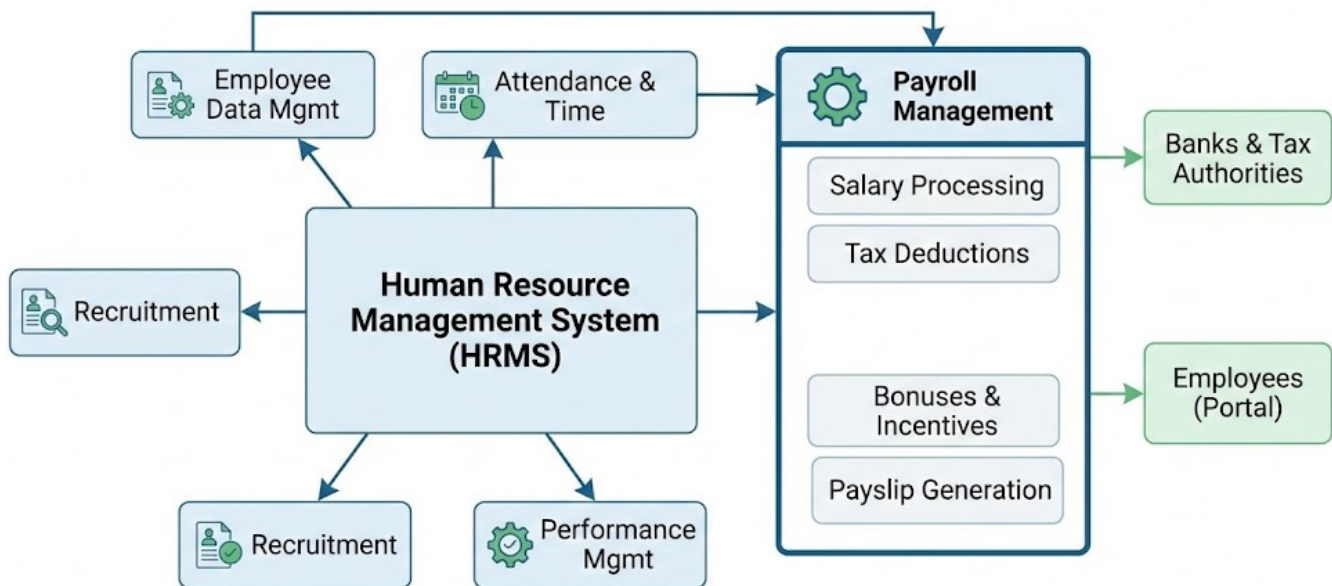 Employee
Data Mgmt
Attendance &
Time
Payroll
Management
Salary Processing
Tax Deductions
Bonuses &
Incentives
Payslip Generation
Banks & Tax
Authorities
Employees
(Portal)
Human Resource
Management System
(HRMS)
Recruitment
Recruitment
Performance
Mgmt